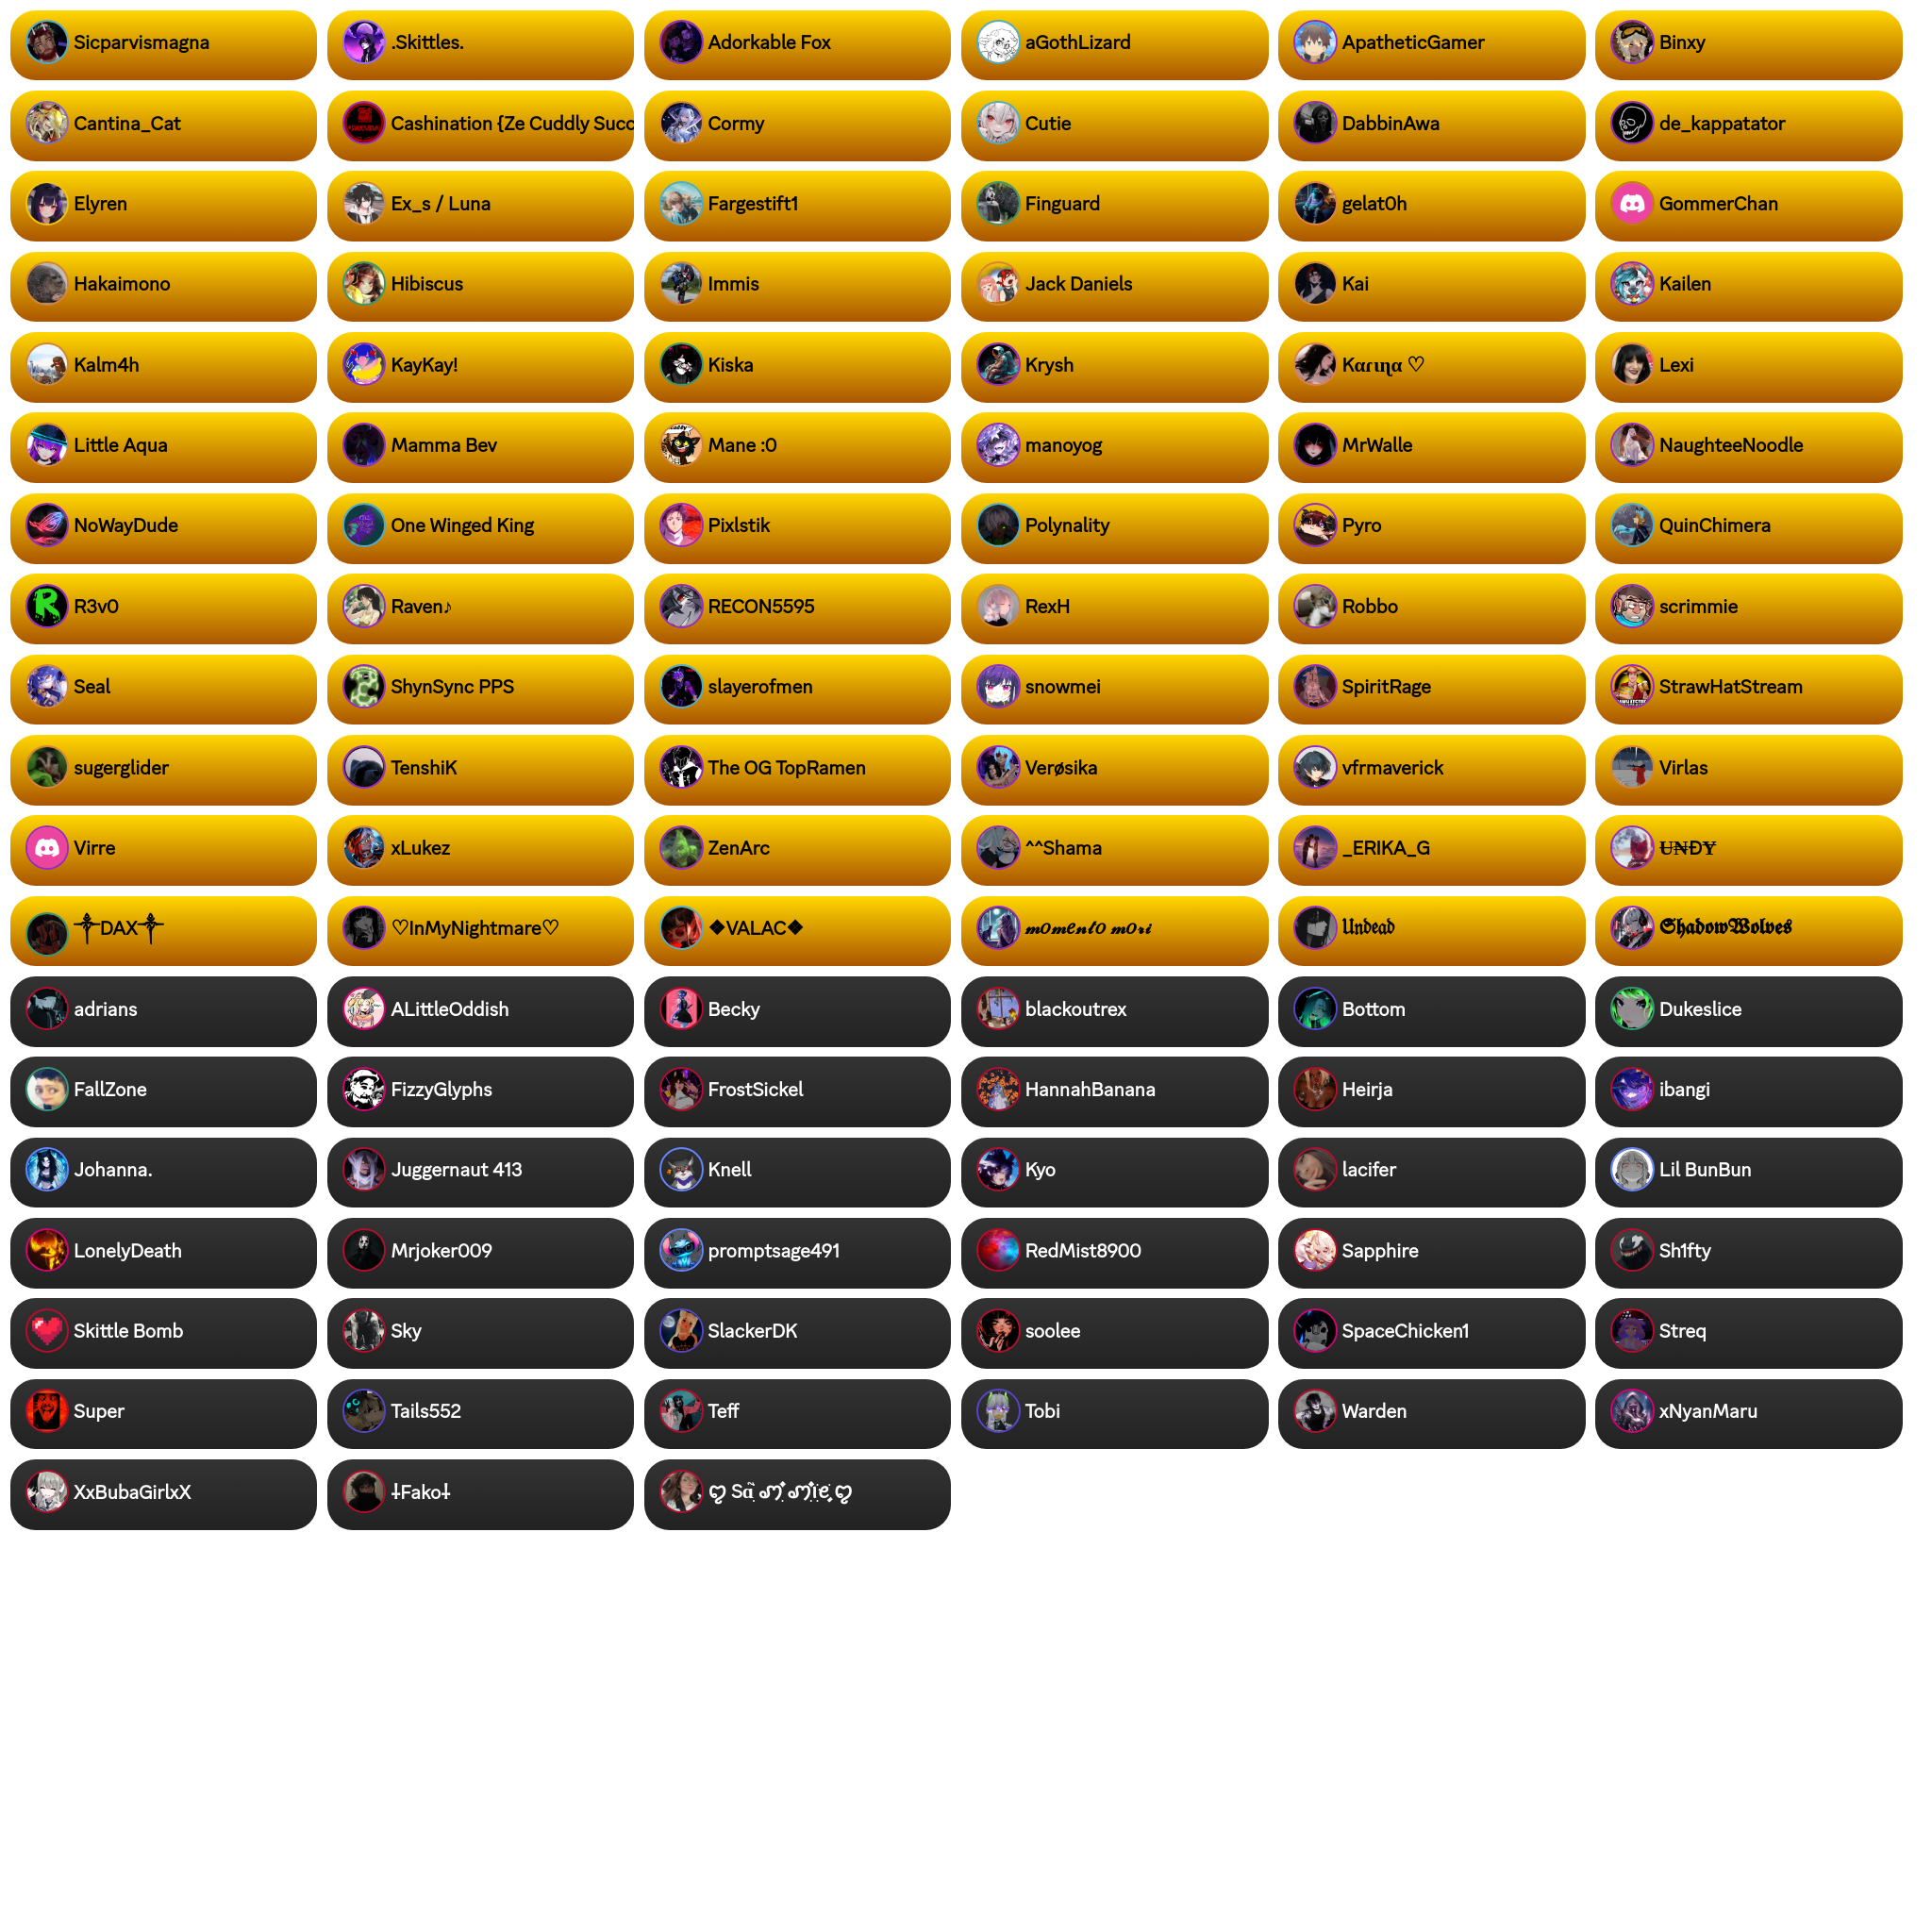 Sicparvismagna
.Skittles.
Adorkable Fox
aGothLizard
ApatheticGamer
Binxy
Cantina_Cat
Cashination {Ze Cuddly Succ
Cormy
Cutie
DabbinAwa
de_kappatator
Elyren
Ex_s / Luna
Fargestift1
Finguard
gelat0h
GommerChan
Hakaimono
Hibiscus
Immis
Jack Daniels
Kai
Kailen
Kalm4h
KayKay!
Kiska
Krysh
Kαɾιɳα ♡
Lexi
Little Aqua
Mamma Bev
Mane :0
manoyog
MrWalle
NaughteeNoodle
NoWayDude
One Winged King
Pixlstik
Polynality
Pyro
QuinChimera
R3v0
Raven♪
RECON5595
RexH
Robbo
scrimmie
Seal
ShynSync PPS
slayerofmen
snowmei
SpiritRage
StrawHatStream
sugerglider
TenshiK
The OG TopRamen
Verøsika
vfrmaverick
Virlas
Virre
xLukez
ZenArc
^^Shama
_ERIKA_G
Ʉ₦ĐɎ
༒DAX༒
♡InMyNightmare♡
❖VALAC❖
𝓶𝓸𝓶𝓮𝓷𝓽𝓸 𝓶𝓸𝓻𝓲
𝔘𝔫𝔡𝔢𝔞𝔡
𝕾𝖍𝖆𝖉𝖔𝖜𝖂𝖔𝖑𝖛𝖊𝖘
adrians
ALittleOddish
Becky
blackoutrex
Bottom
Dukeslice
FallZone
FizzyGlyphs
FrostSickel
HannahBanana
Heirja
ibangi
Johanna.
Juggernaut 413
Knell
Kyo
lacifer
Lil BunBun
LonelyDeath
Mrjoker009
promptsage491
RedMist8900
Sapphire
Sh1fty
Skittle Bomb
Sky
SlackerDK
soolee
SpaceChicken1
Streq
Super
Tails552
Teff
Tobi
Warden
xNyanMaru
XxBubaGirlxX
⸸Fako⸸